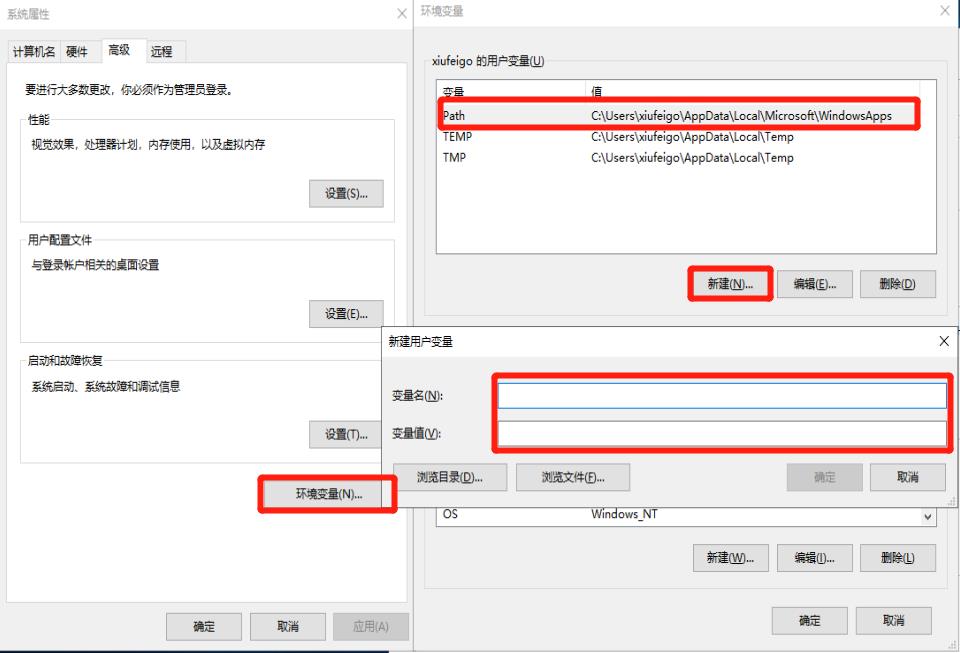 系统属性
计算机名 硬件 高级 远程
要进行大多数更改，你必须作为管理员登录。
性能
视觉效果，处理器计划，内存使用，以及虚拟内存
设置(S)...
用户配置文件
与登录帐户相关的桌面设置
设置(E)...
启动和故障恢复
系统启动、系统故障和调试信息
设置(T)...
环境变量(N)...
确定 取消 应用(A)
环境变量
xiufeigo 的用户变量(U)
变量 值
Path C:\Users\xiufeigo\AppData\Local\Microsoft\WindowsApps
TEMP C:\Users\xiufeigo\AppData\Local\Temp
TMP C:\Users\xiufeigo\AppData\Local\Temp
新建(N)... 编辑(E)... 删除(D)
新建用户变量
变量名(N):
变量值(V):
浏览目录(D)... 浏览文件(F)... 确定 取消
OS Windows_NT
新建(W)... 编辑(I)... 删除(L)
确定 取消